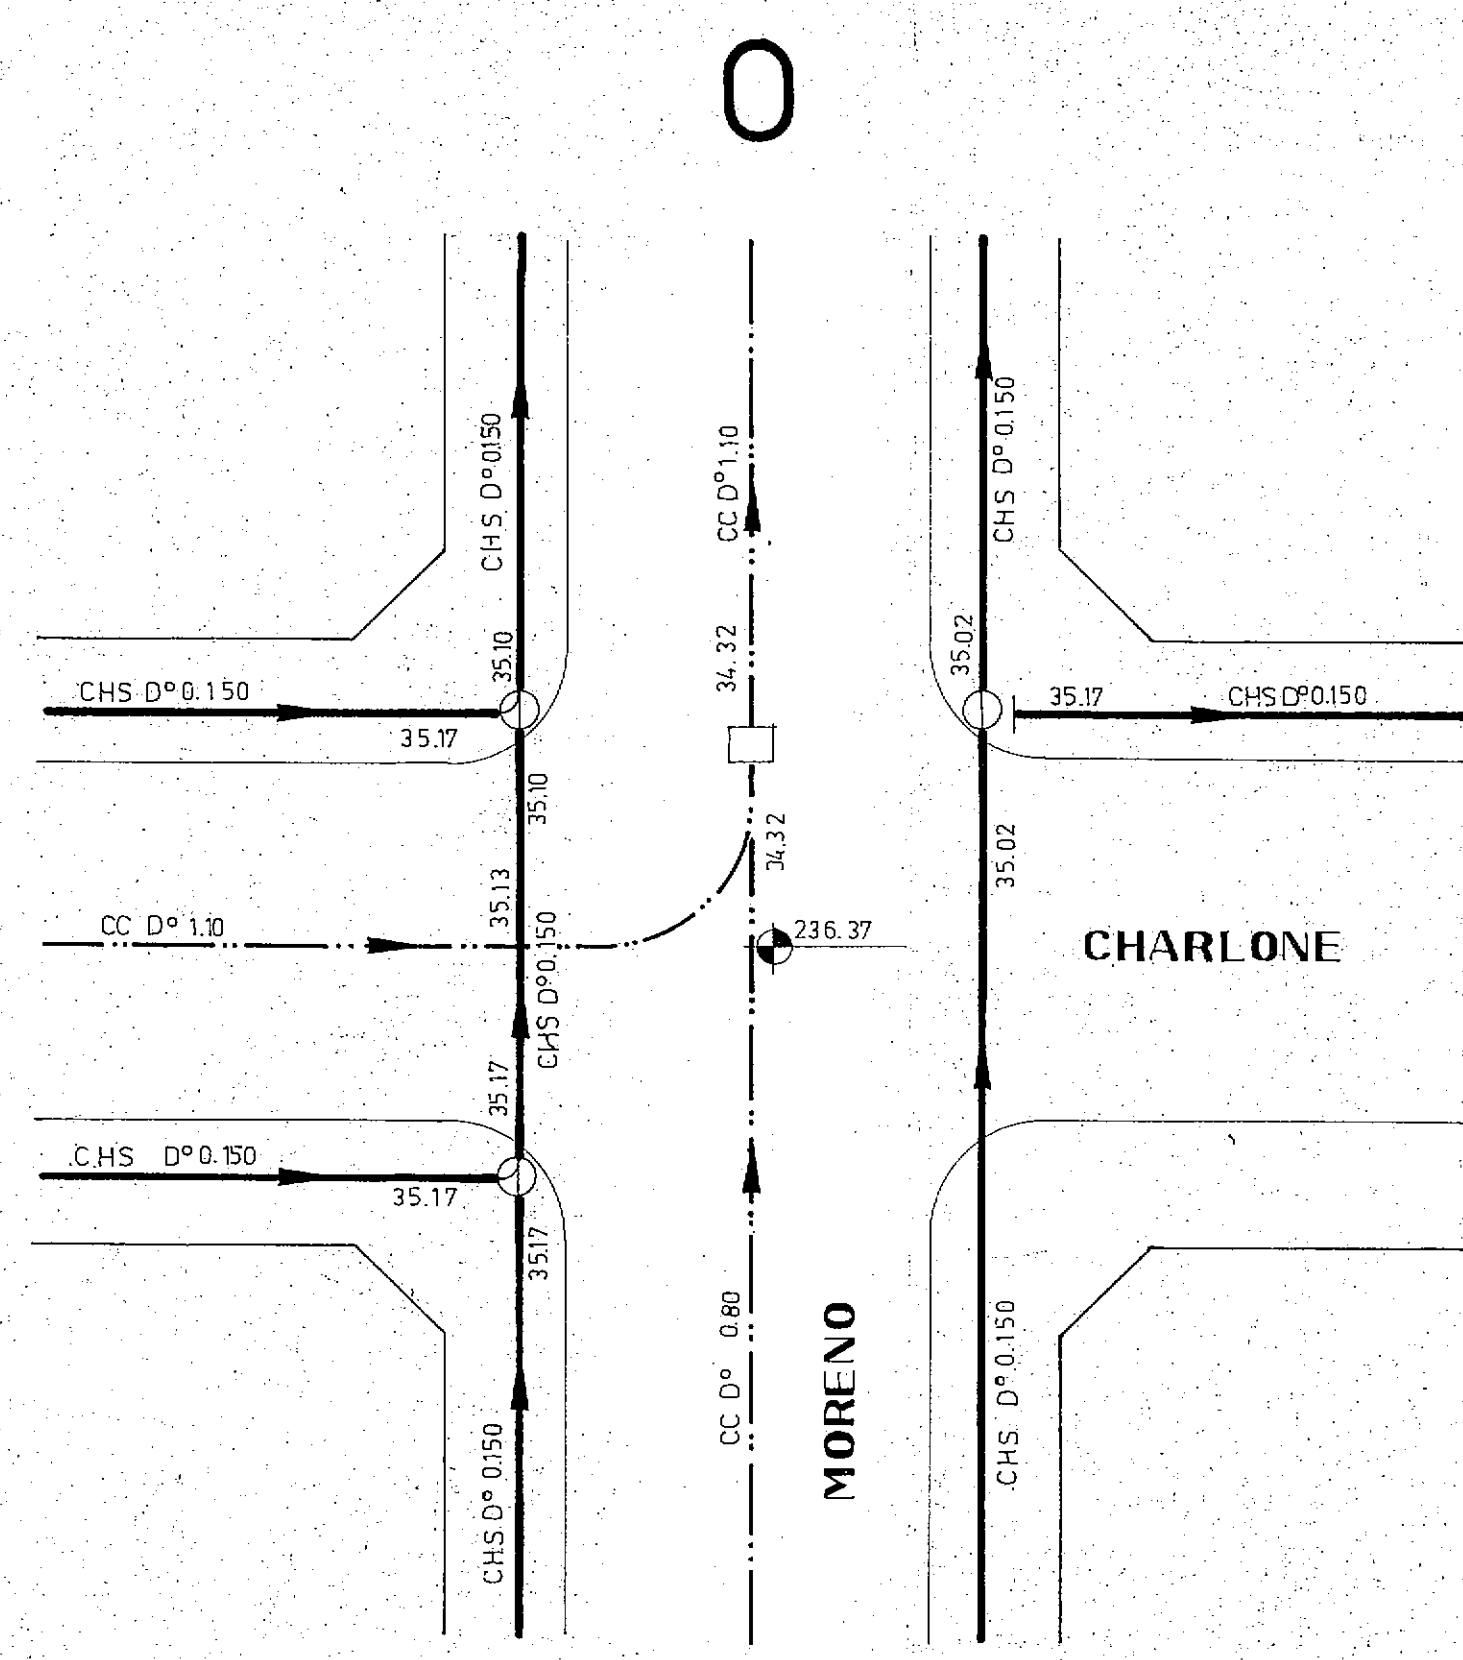 O
CHS D° 0.150
CC D° 1.10
CHS D° 0.150
35.10
34.32
35.02
CHS D° 0.150
35.17
35.17
CHS D° 0.150
35.10
34.32
35.02
35.13
CC D° 1.10
CHS D° 0.150
236.37
CHARLONE
35.17
C.HS D° 0.150
35.17
35.17
CC D° 0.80
MORENO
CHS. D° 0.150
CHS. D° 0.150